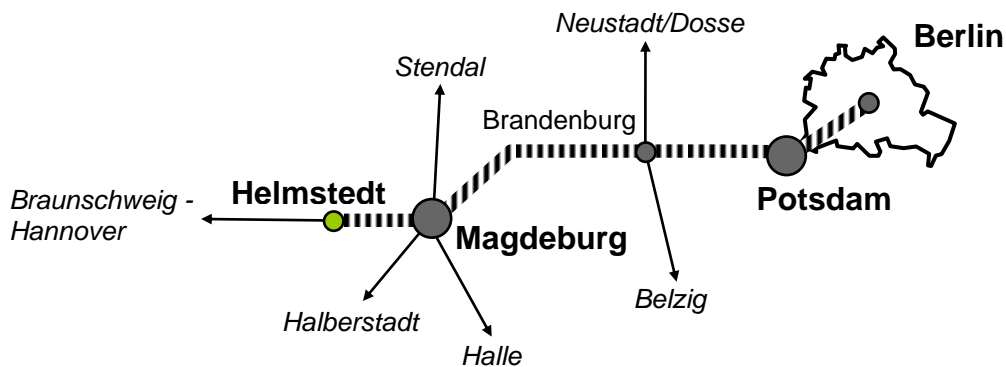 Neustadt/Dosse
Berlin
Stendal
Brandenburg
Helmstedt
Braunschweig -
Hannover
Potsdam
Magdeburg
Belzig
Halberstadt
Halle